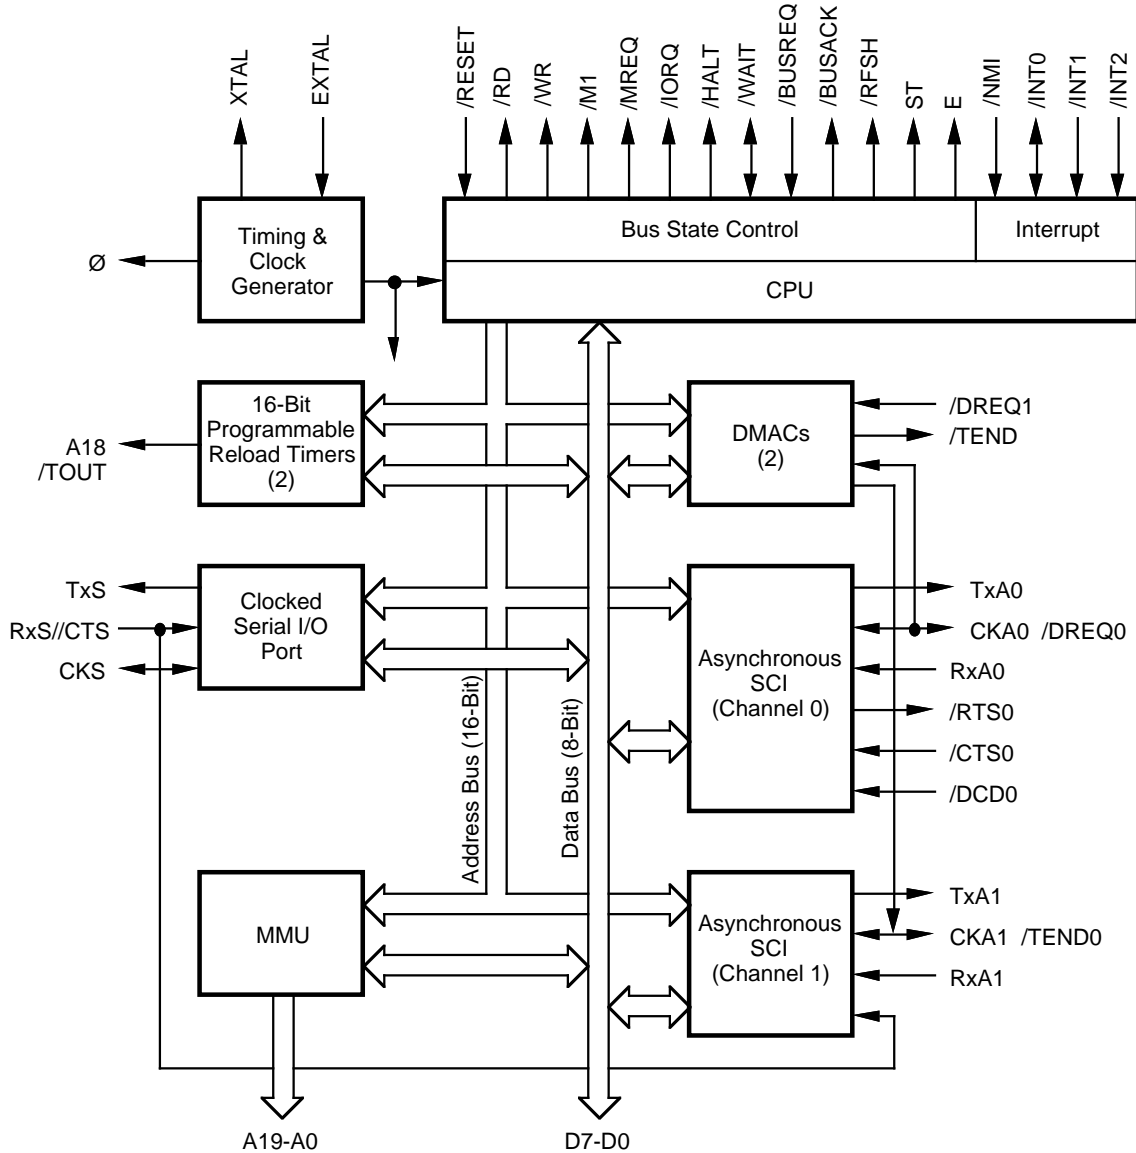 XTAL
EXTAL
/RESET
/RD
/WR
/M1
/MREQ
/IORQ
/HALT
/WAIT
/BUSREQ
/BUSACK
/RFSH
ST
E
/NMI
/INT0
/INT1
/INT2
Timing &
Clock
Generator
Bus State Control
Interrupt
CPU
Ø
16-Bit
Programmable
Reload Timers
(2)
A18
/TOUT
DMACs
(2)
/DREQ1
/TEND
TxS
RxS//CTS
CKS
Clocked
Serial I/O
Port
Address Bus (16-Bit)
Data Bus (8-Bit)
Asynchronous
SCI
(Channel 0)
TxA0
CKA0 /DREQ0
RxA0
/RTS0
/CTS0
/DCD0
MMU
Asynchronous
SCI
(Channel 1)
TxA1
CKA1 /TEND0
RxA1
A19-A0
D7-D0